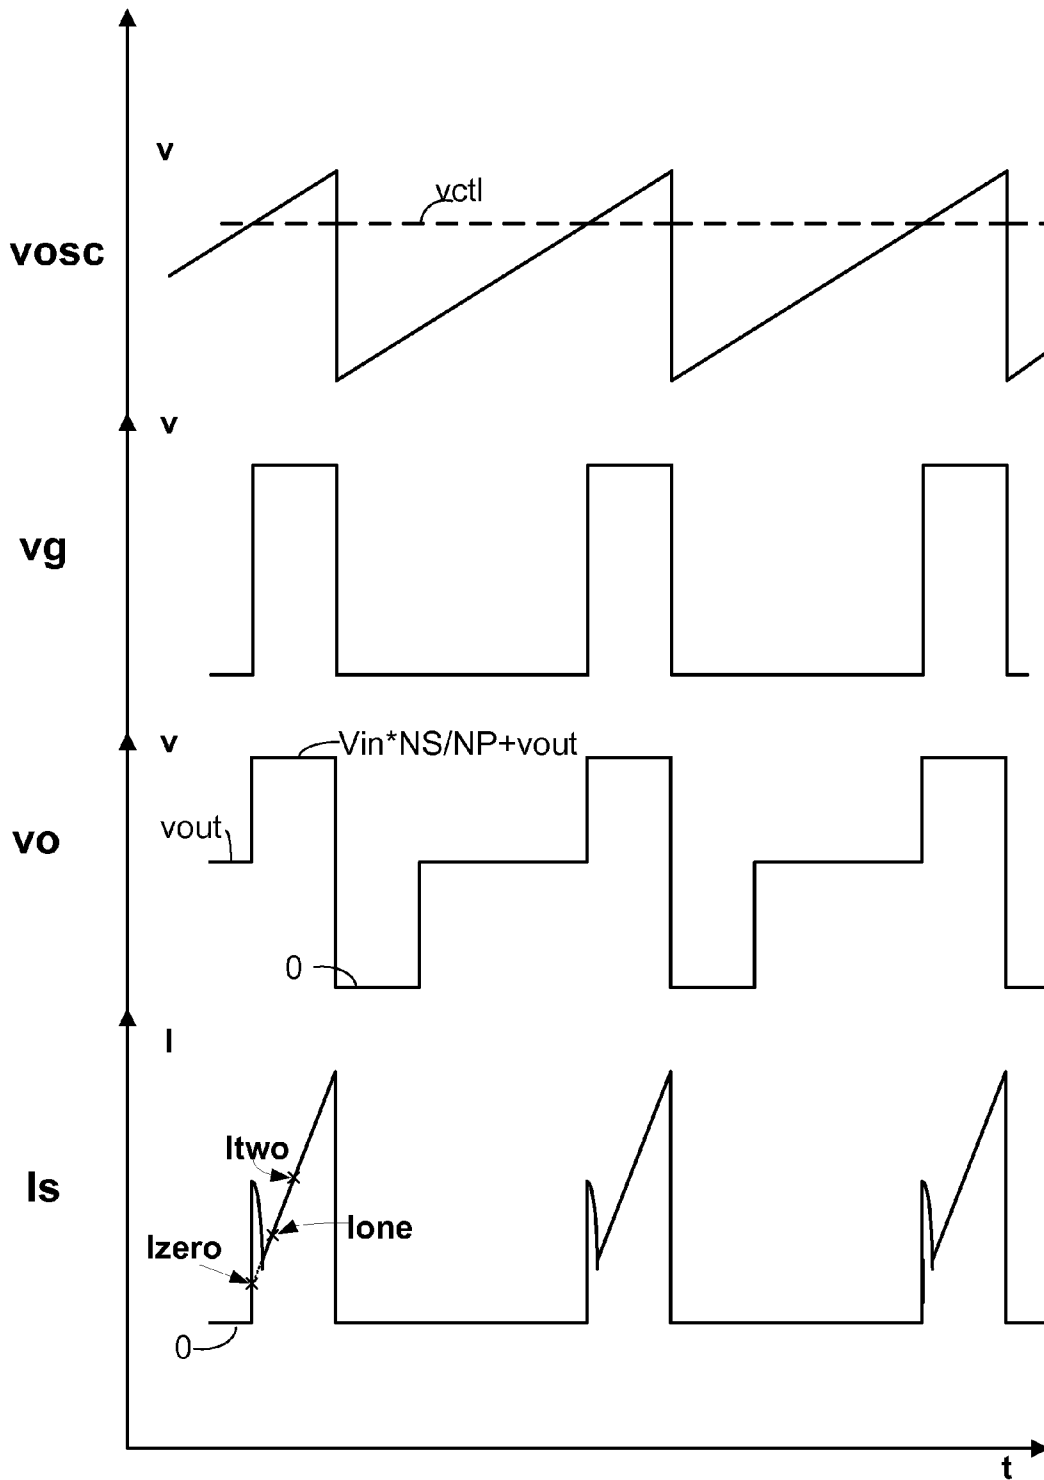 v
vctl
vosc
v
vg
v
Vin*NS/NP+vout
vout
vo
0
I
Itwo
Is
Ione
Izero
0
t